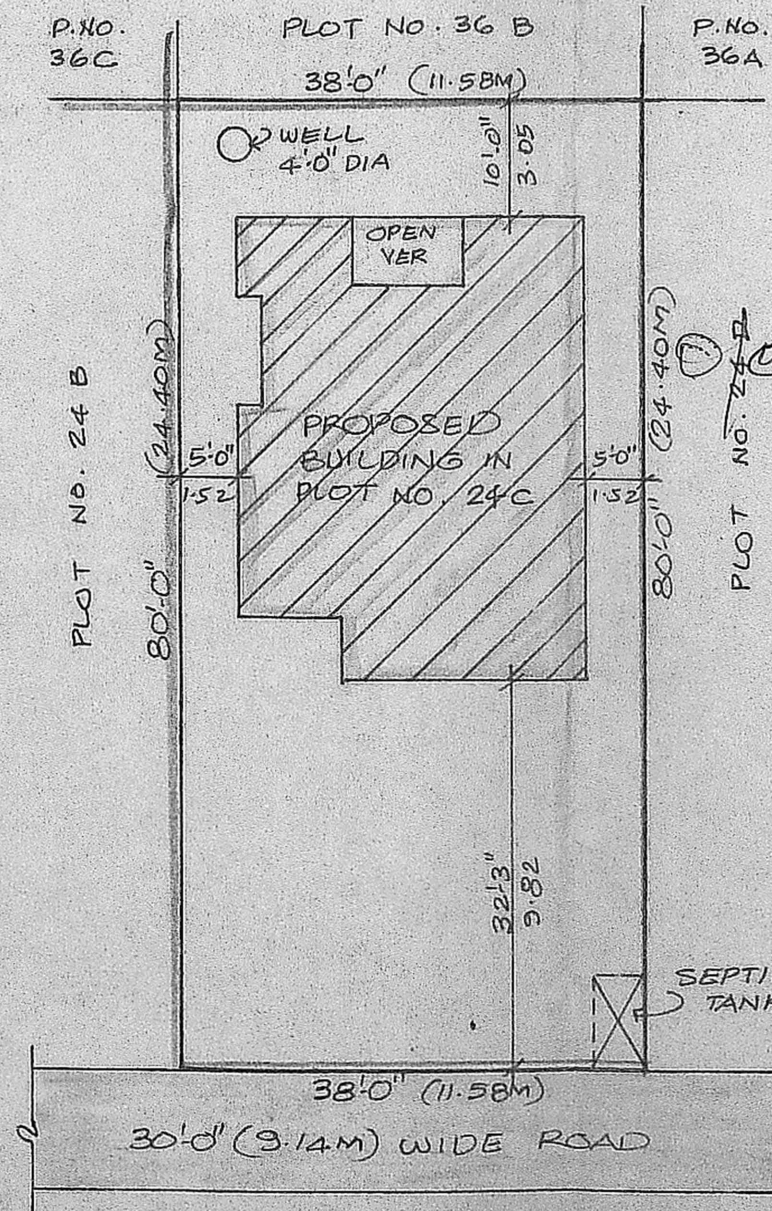 P.NO.
36C
PLOT NO. 36 B
P.NO.
36A
38'-0" (11.58M)
WELL
4'-0" DIA
10'-0"
3.05
OPEN
VER
PLOT NO. 24 B
80'-0" (24.40M)
5'-0"
1.52
PROPOSED
BUILDING IN
PLOT NO. 24C
5'-0"
1.52
80'-0" (24.40M)
PLOT NO.
32'-3"
9.82
SEPTI
TANK
38'-0" (11.58M)
30'-0" (9.14M) WIDE ROAD